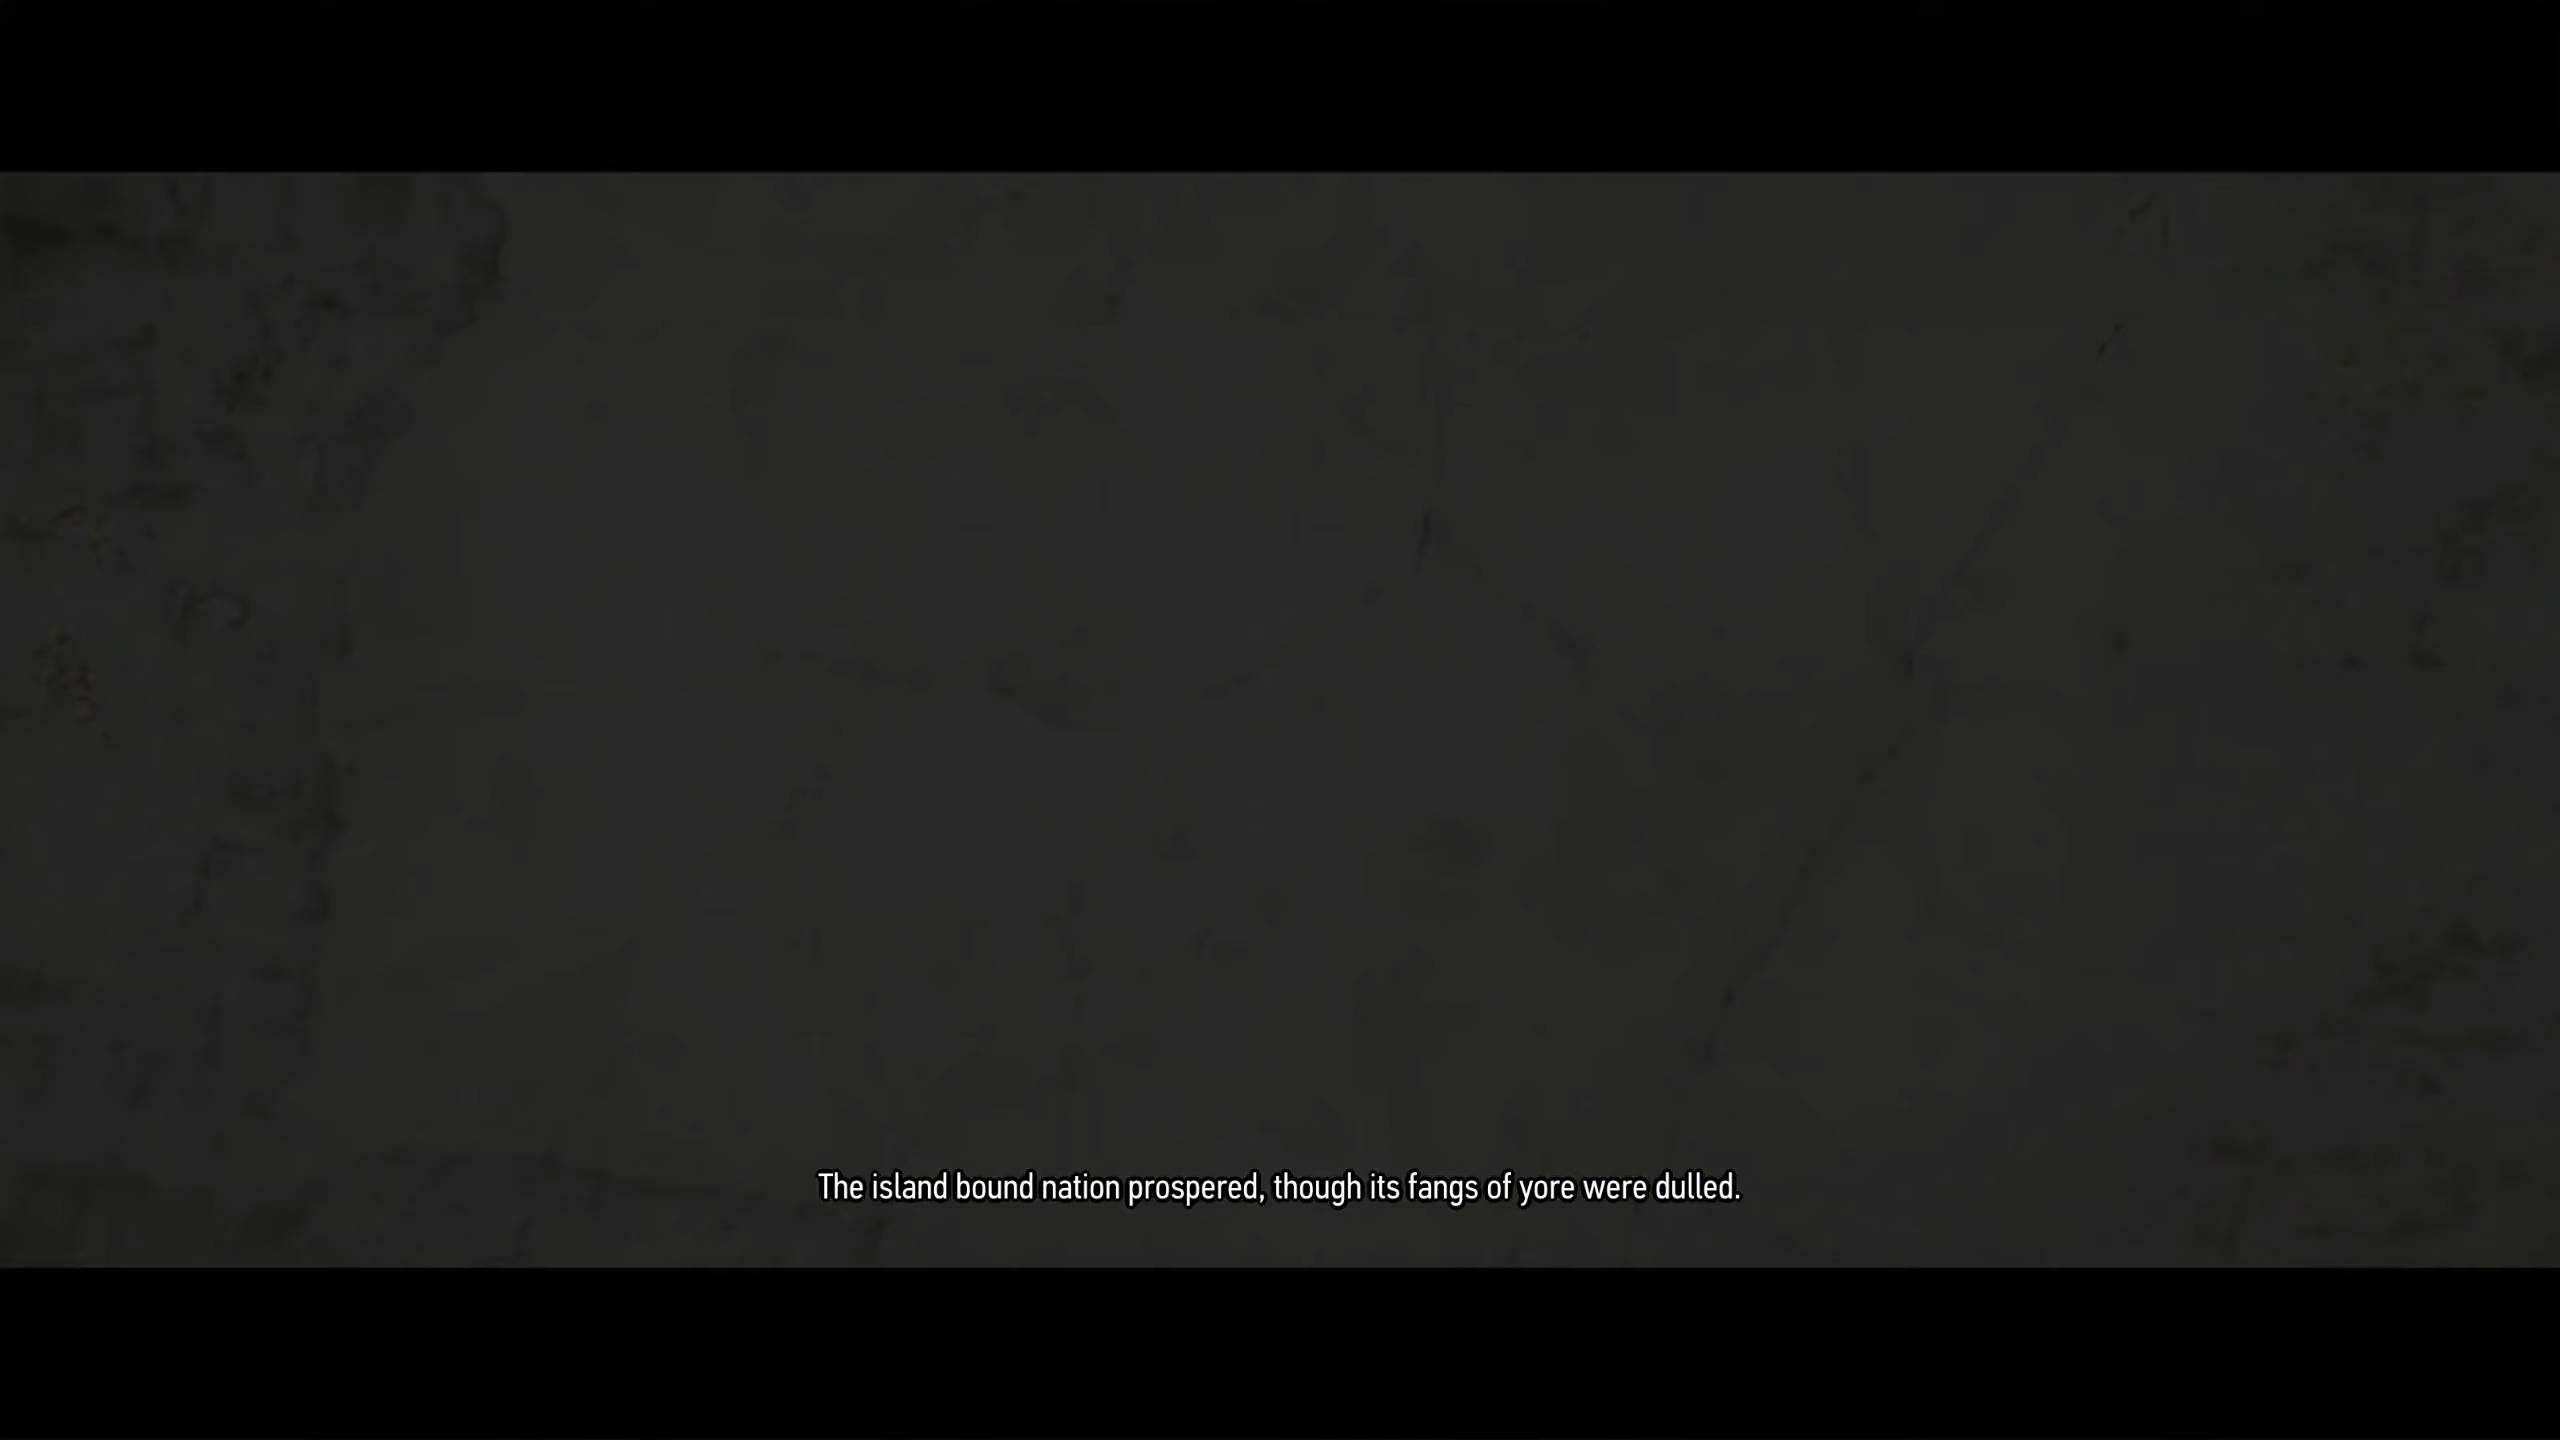 The island bound nation prospered, though its fangs of yore were dulled.